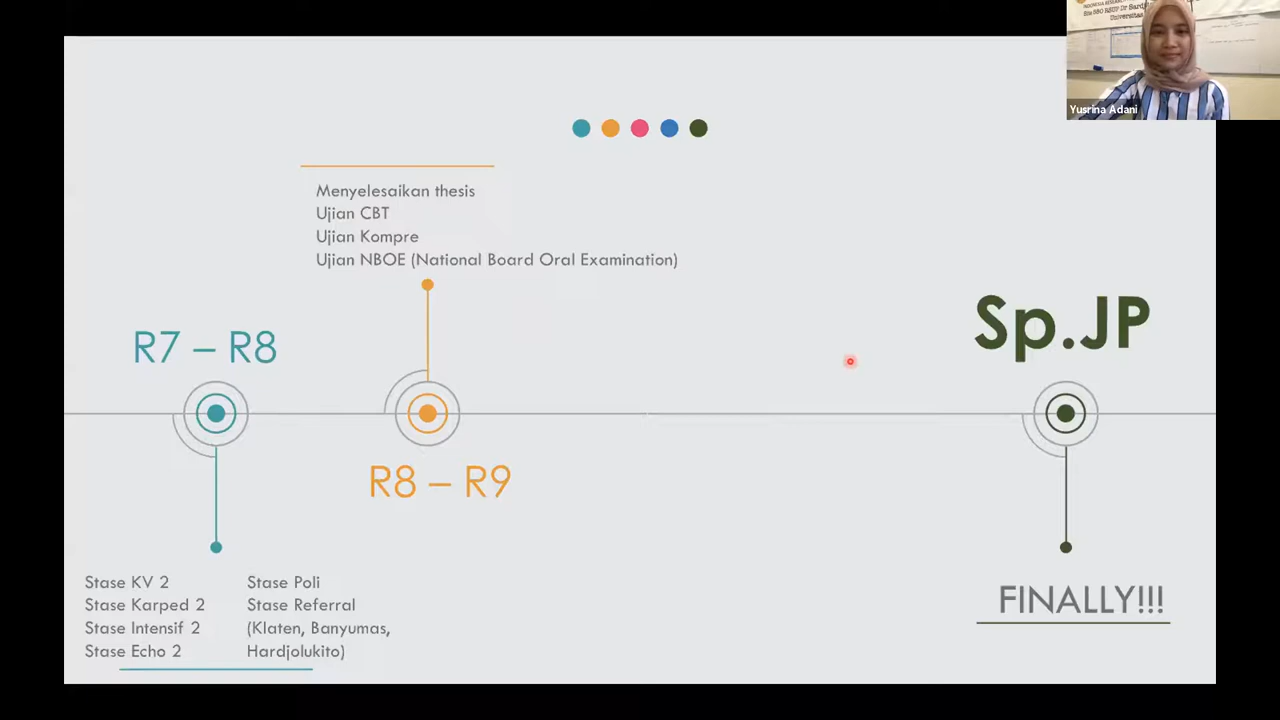 Menyelesaikan thesis
Ujian CBT
Ujian Kompre
Ujian NBOE (National Board Oral Examination)
R7 – R8
Sp.JP
R8 – R9
Stase KV 2
Stase Karped 2
Stase Intensif 2
Stase Echo 2
Stase Poli
Stase Referral
(Klaten, Banyumas,
Hardjolukito)
FINALLY!!!
Universitas
Yusrina Adani